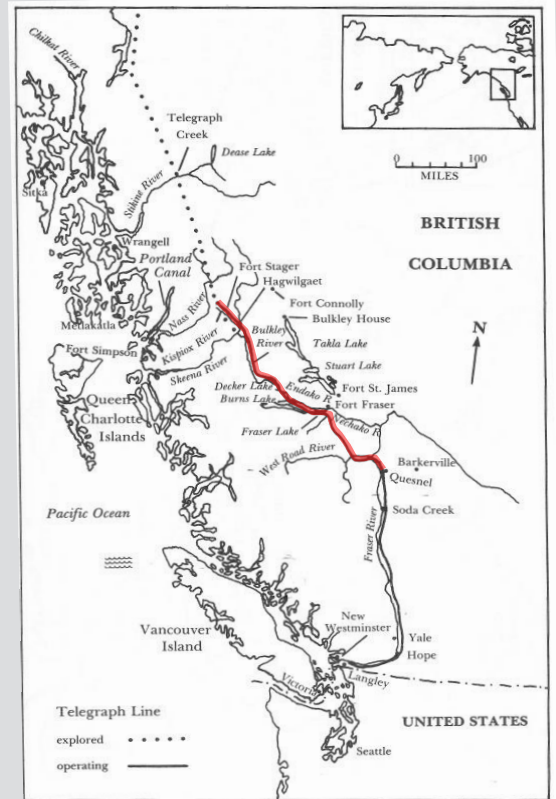 Chilkat River
Telegraph
Creek
Dease Lake
0 100
MILES
Stikine River
Sitka
BRITISH
COLUMBIA
Wrangell
Portland
Canal
Fort Stager
Hagwilgaet
Nass River
Fort Connolly
Bulkley House
N
Metlakatla
Kispiox River
Bulkley
River
Takla Lake
Fort Simpson
Skeena River
Stuart Lake
Decker Lake
Endako R
Fort St. James
Burns Lake
Fort Fraser
Queen
Charlotte
Islands
Fraser Lake
Nechako R
West Road River
Barkerville
Quesnel
Pacific Ocean
Soda Creek
Fraser River
New
Westminster
Vancouver
Island
Yale
Hope
Langley
Victoria
Telegraph Line
explored
operating
UNITED STATES
Seattle